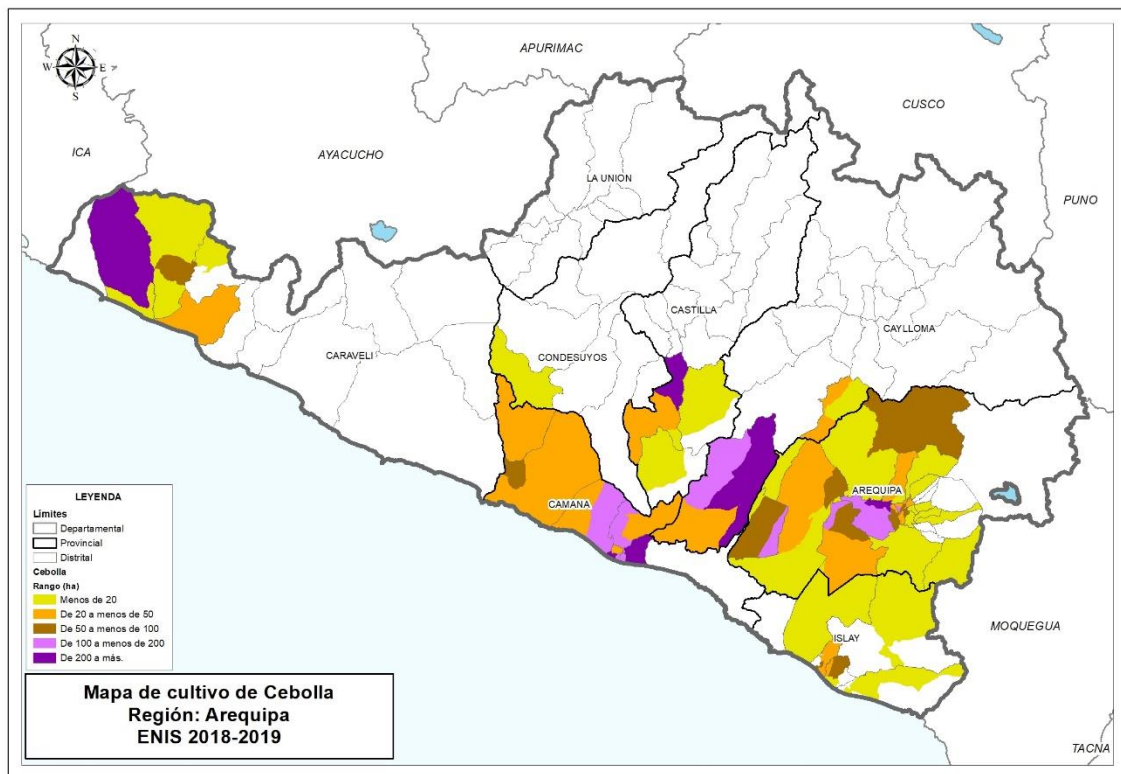 N
W E
S
APURIMAC
CUSCO
ICA
AYACUCHO
LA UNION
PUNO
CASTILLA
CAYLLOMA
CONDESUYOS
CARAVELI
AREQUIPA
CAMANA
MOQUEGUA
ISLAY
TACNA
LEYENDA
Límites
Departamental
Provincial
Distrital
Cebolla
Rango (ha)
Menos de 20
De 20 a menos de 50
De 50 a menos de 100
De 100 a menos de 200
De 200 a más.
Mapa de cultivo de Cebolla
Región: Arequipa
ENIS 2018-2019